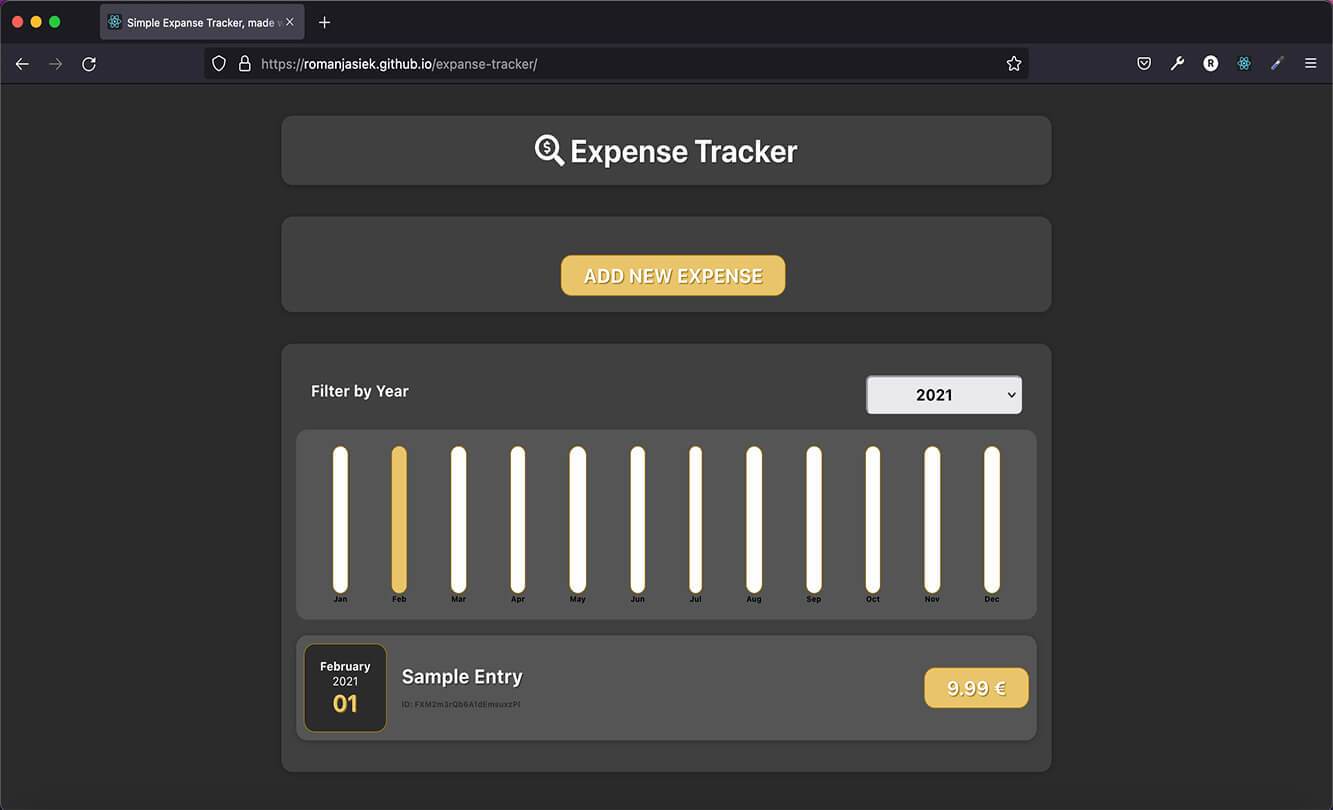 Simple Expanse Tracker, made
https://romanjasiek.github.io/expanse-tracker/
R
Expense Tracker
ADD NEW EXPENSE
Filter by Year
2021
Jan Feb Mar Apr May Jun Jul Aug Sep Oct Nov Dec
February
2021
01
Sample Entry
9.99 €